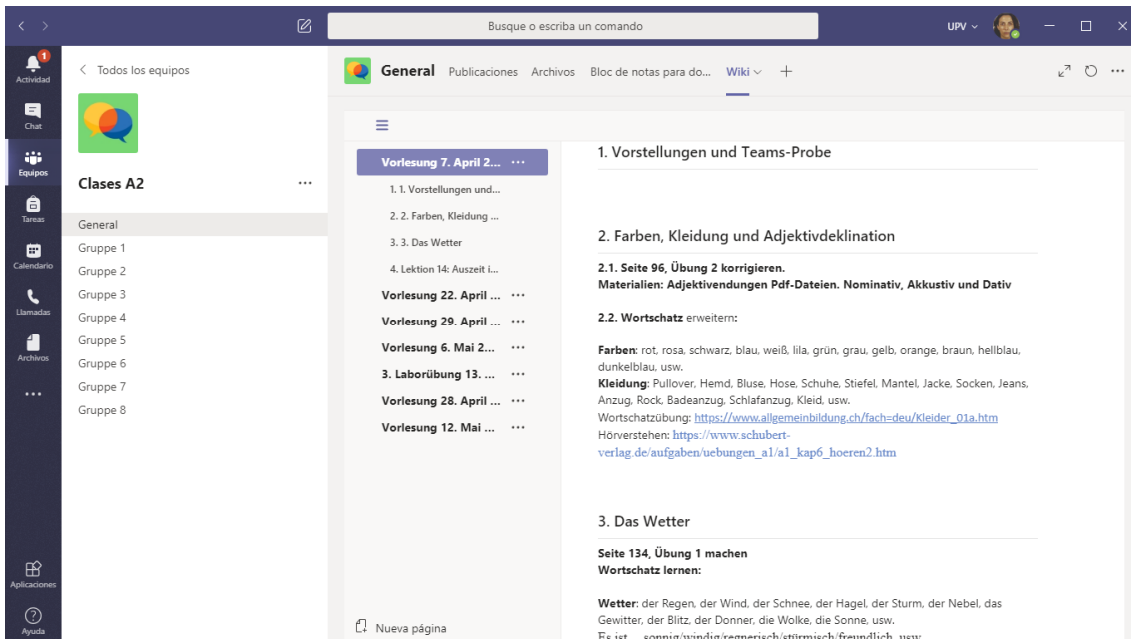 Busque o escriba un comando
UPV
1
Actividad
Chat
Equipos
Tareas
Calendario
Llamadas
Archivos
Aplicaciones
Ayuda
Todos los equipos
Clases A2
General
Gruppe 1
Gruppe 2
Gruppe 3
Gruppe 4
Gruppe 5
Gruppe 6
Gruppe 7
Gruppe 8
General Publicaciones Archivos Bloc de notas para do... Wiki
Vorlesung 7. April 2...
1. 1. Vorstellungen und...
2. 2. Farben, Kleidung ...
3. 3. Das Wetter
4. Lektion 14: Auszeit i...
Vorlesung 22. April ...
Vorlesung 29. April ...
Vorlesung 6. Mai 2...
3. Laborübung 13. ...
Vorlesung 28. April ...
Vorlesung 12. Mai ...
Nueva página
1. Vorstellungen und Teams-Probe
2. Farben, Kleidung und Adjektivdeklination
2.1. Seite 96, Übung 2 korrigieren.
Materialien: Adjektivendungen Pdf-Dateien. Nominativ, Akkustiv und Dativ
2.2. Wortschatz erweitern:
Farben: rot, rosa, schwarz, blau, weiß, lila, grün, grau, gelb, orange, braun, hellblau,
dunkelblau, usw.
Kleidung: Pullover, Hemd, Bluse, Hose, Schuhe, Stiefel, Mantel, Jacke, Socken, Jeans,
Anzug, Rock, Badeanzug, Schlafanzug, Kleid, usw.
Wortschatzübung: https://www.allgemeinbildung.ch/fach=deu/Kleider_01a.htm
Hörverstehen: https://www.schubert-
verlag.de/aufgaben/uebungen_a1/a1_kap6_hoeren2.htm
3. Das Wetter
Seite 134, Übung 1 machen
Wortschatz lernen:
Wetter: der Regen, der Wind, der Schnee, der Hagel, der Sturm, der Nebel, das
Gewitter, der Blitz, der Donner, die Wolke, die Sonne, usw.
Es ist ... sonnig/windig/regnerisch/stürmisch/freundlich, usw.